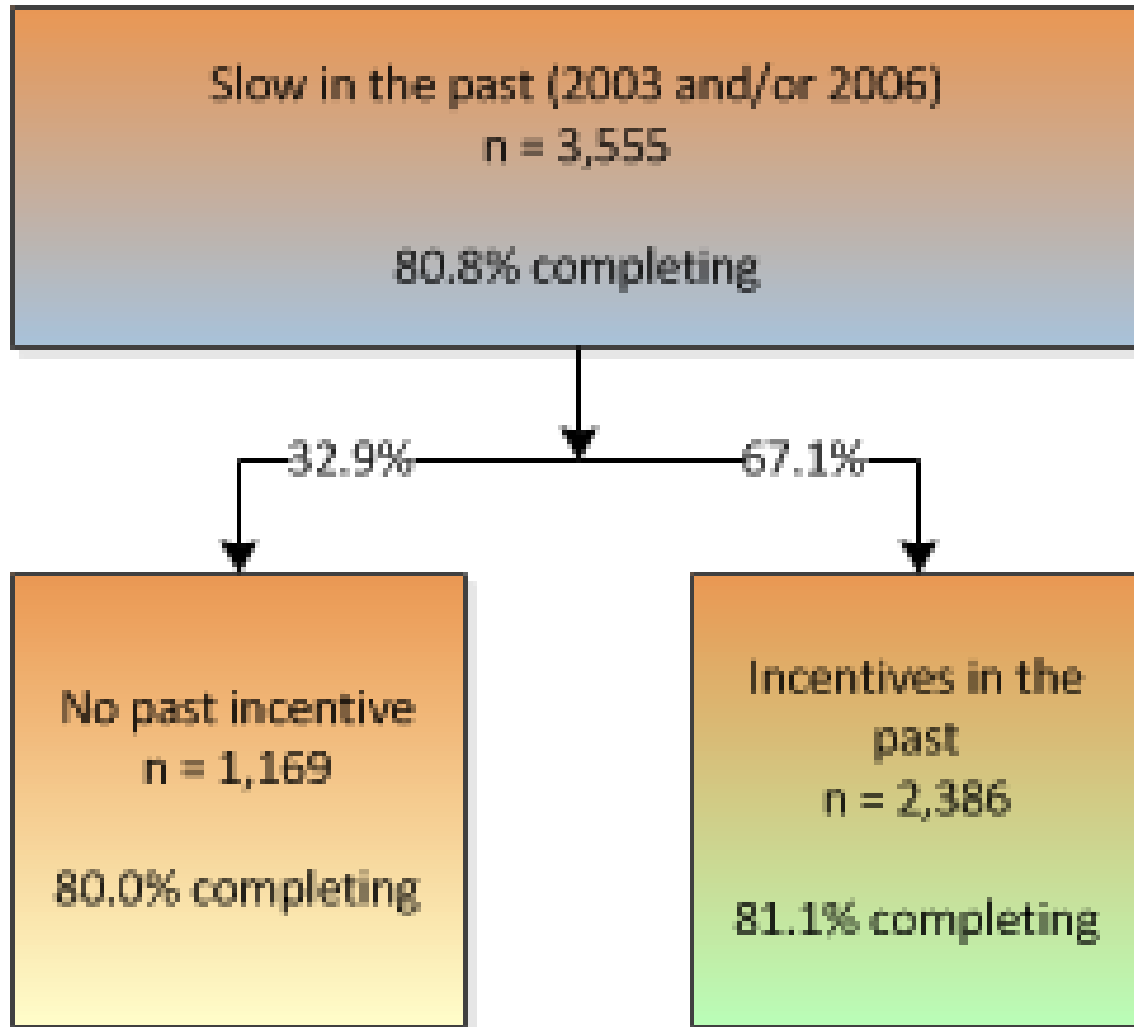 Slow in the past (2003 and/or 2006)
n = 3,555
80.8% completing
32.9%
67.1%
No past incentive
n = 1,169
80.0% completing
Incentives in the
past
n = 2,386
81.1% completing